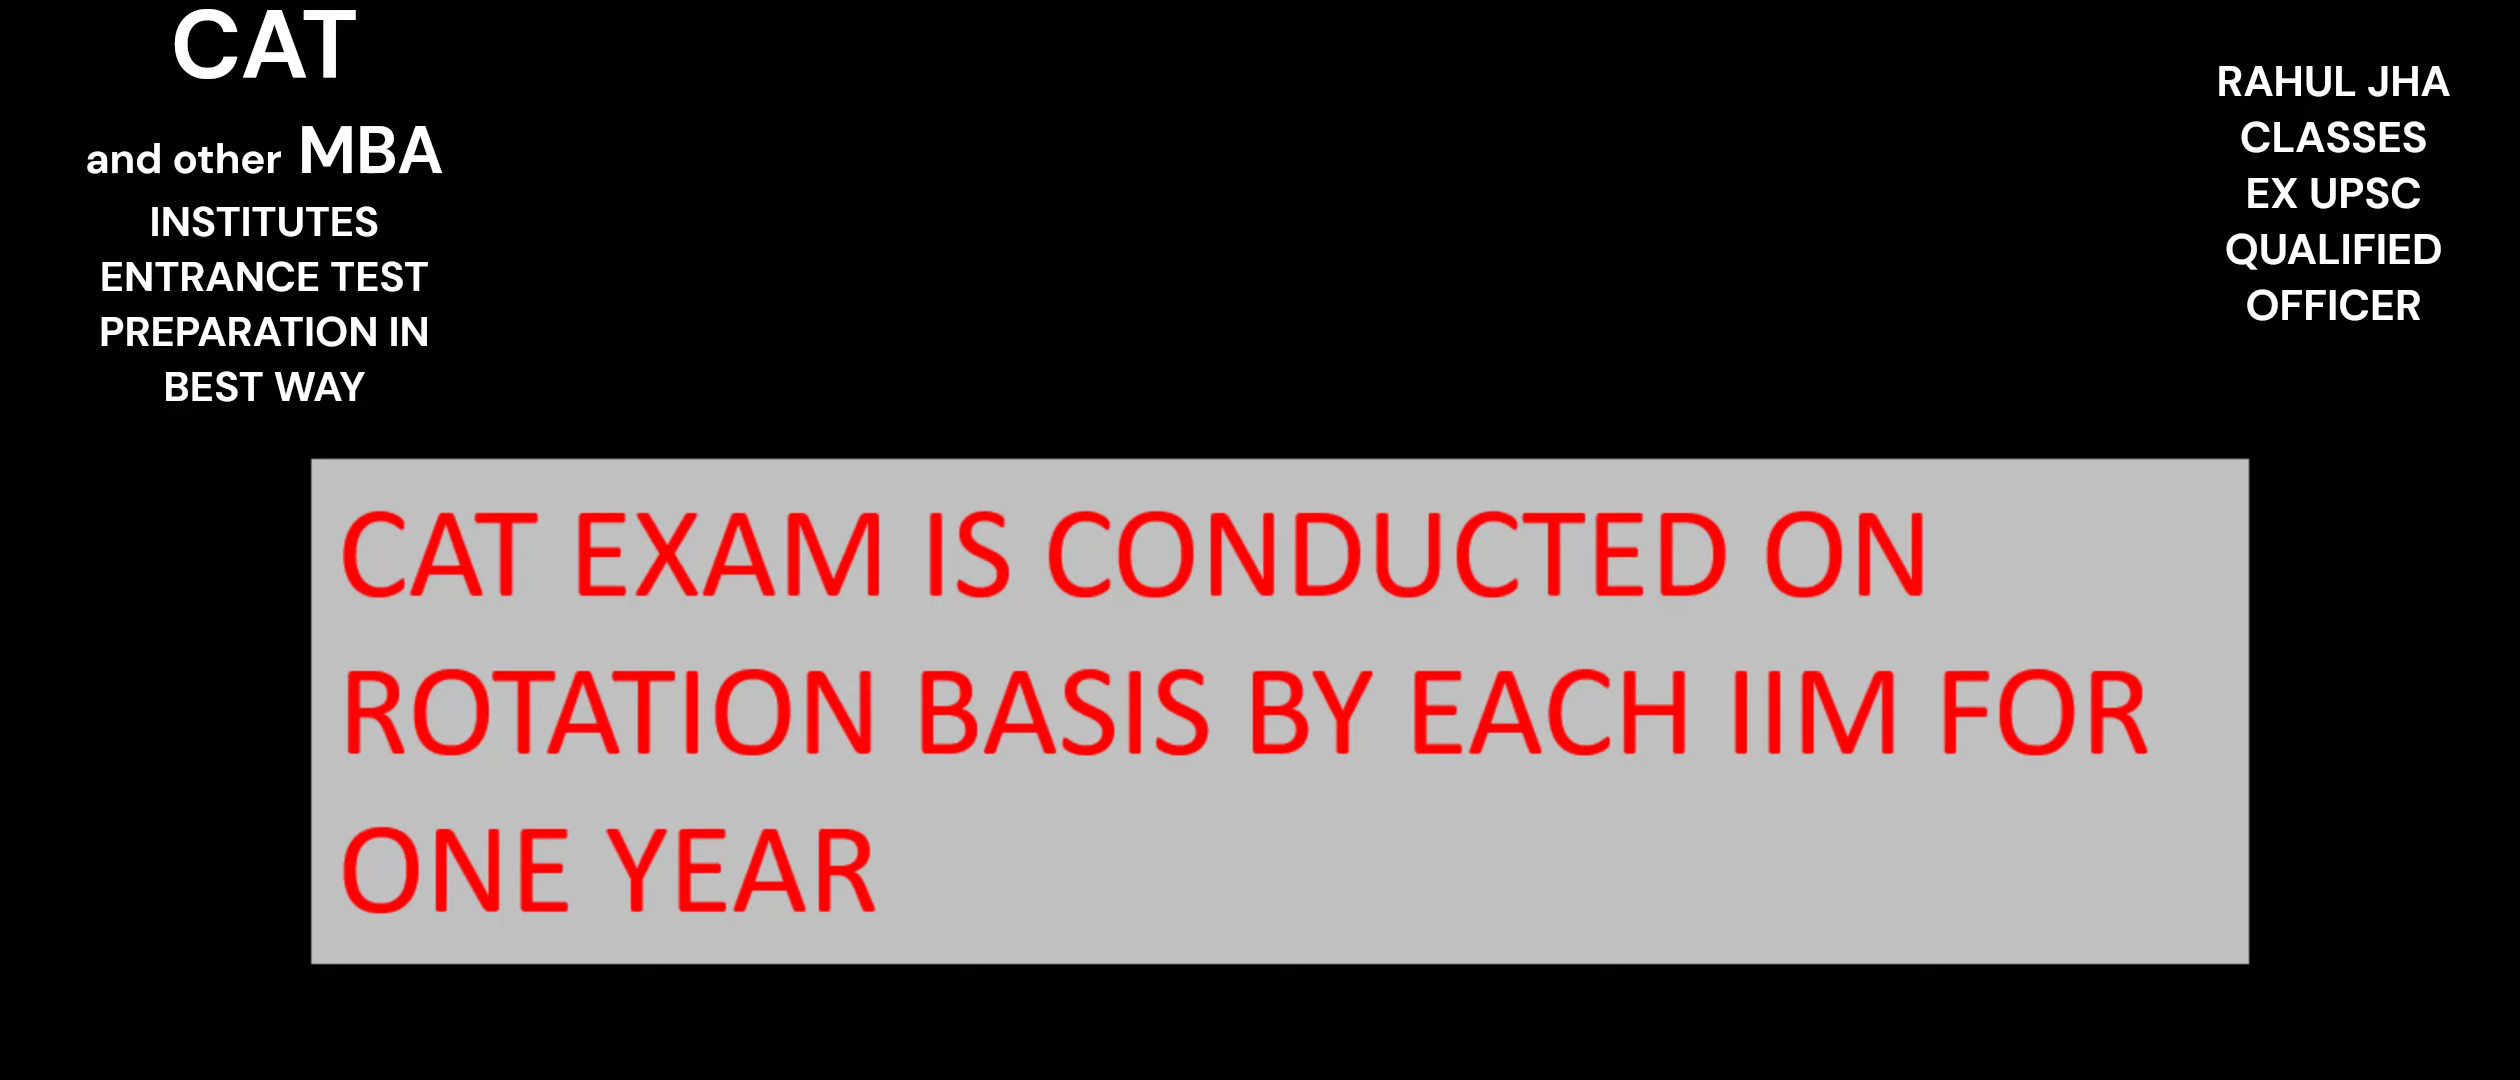 CAT
and other MBA
INSTITUTES
ENTRANCE TEST
PREPARATION IN
BEST WAY
RAHUL JHA
CLASSES
EX UPSC
QUALIFIED
OFFICER
CAT EXAM IS CONDUCTED ON
ROTATION BASIS BY EACH IIM FOR
ONE YEAR